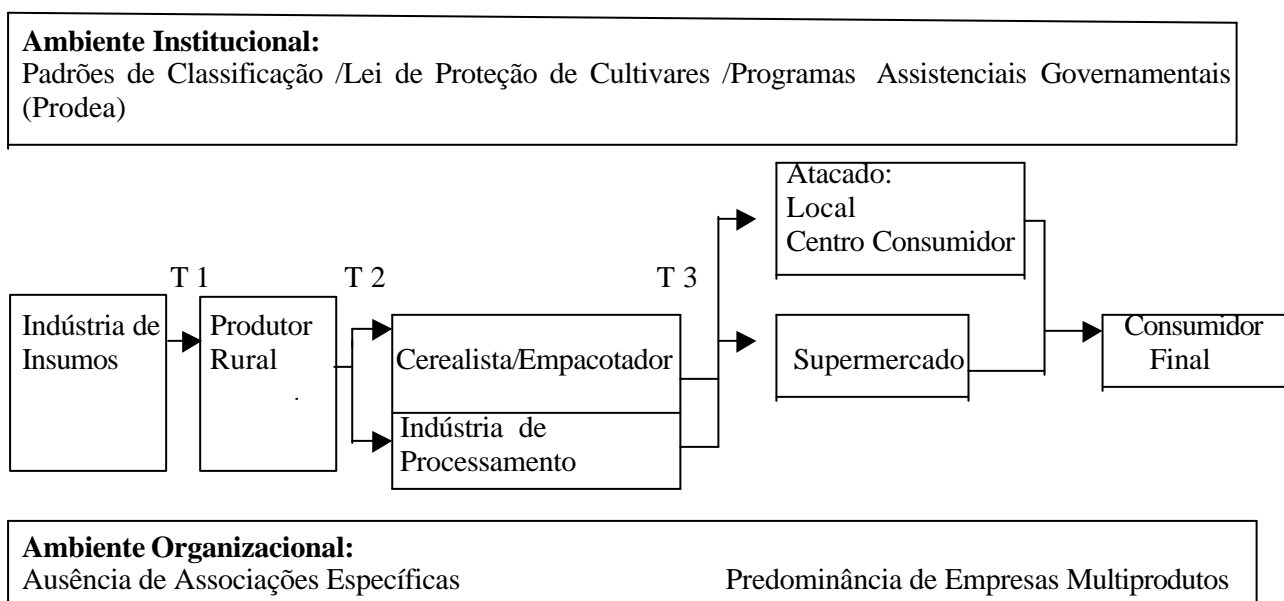 Ambiente Institucional:
Padrões de Classificação /Lei de Proteção de Cultivares /Programas Assistenciais Governamentais
(Prodea)
Atacado:
Local
Centro Consumidor
T 1
T 2
T 3
Indústria de
Insumos
Produtor
Rural
Cerealista/Empacotador
Indústria de
Processamento
Supermercado
Consumidor
Final
Ambiente Organizacional:
Ausência de Associações Específicas Predominância de Empresas Multiprodutos